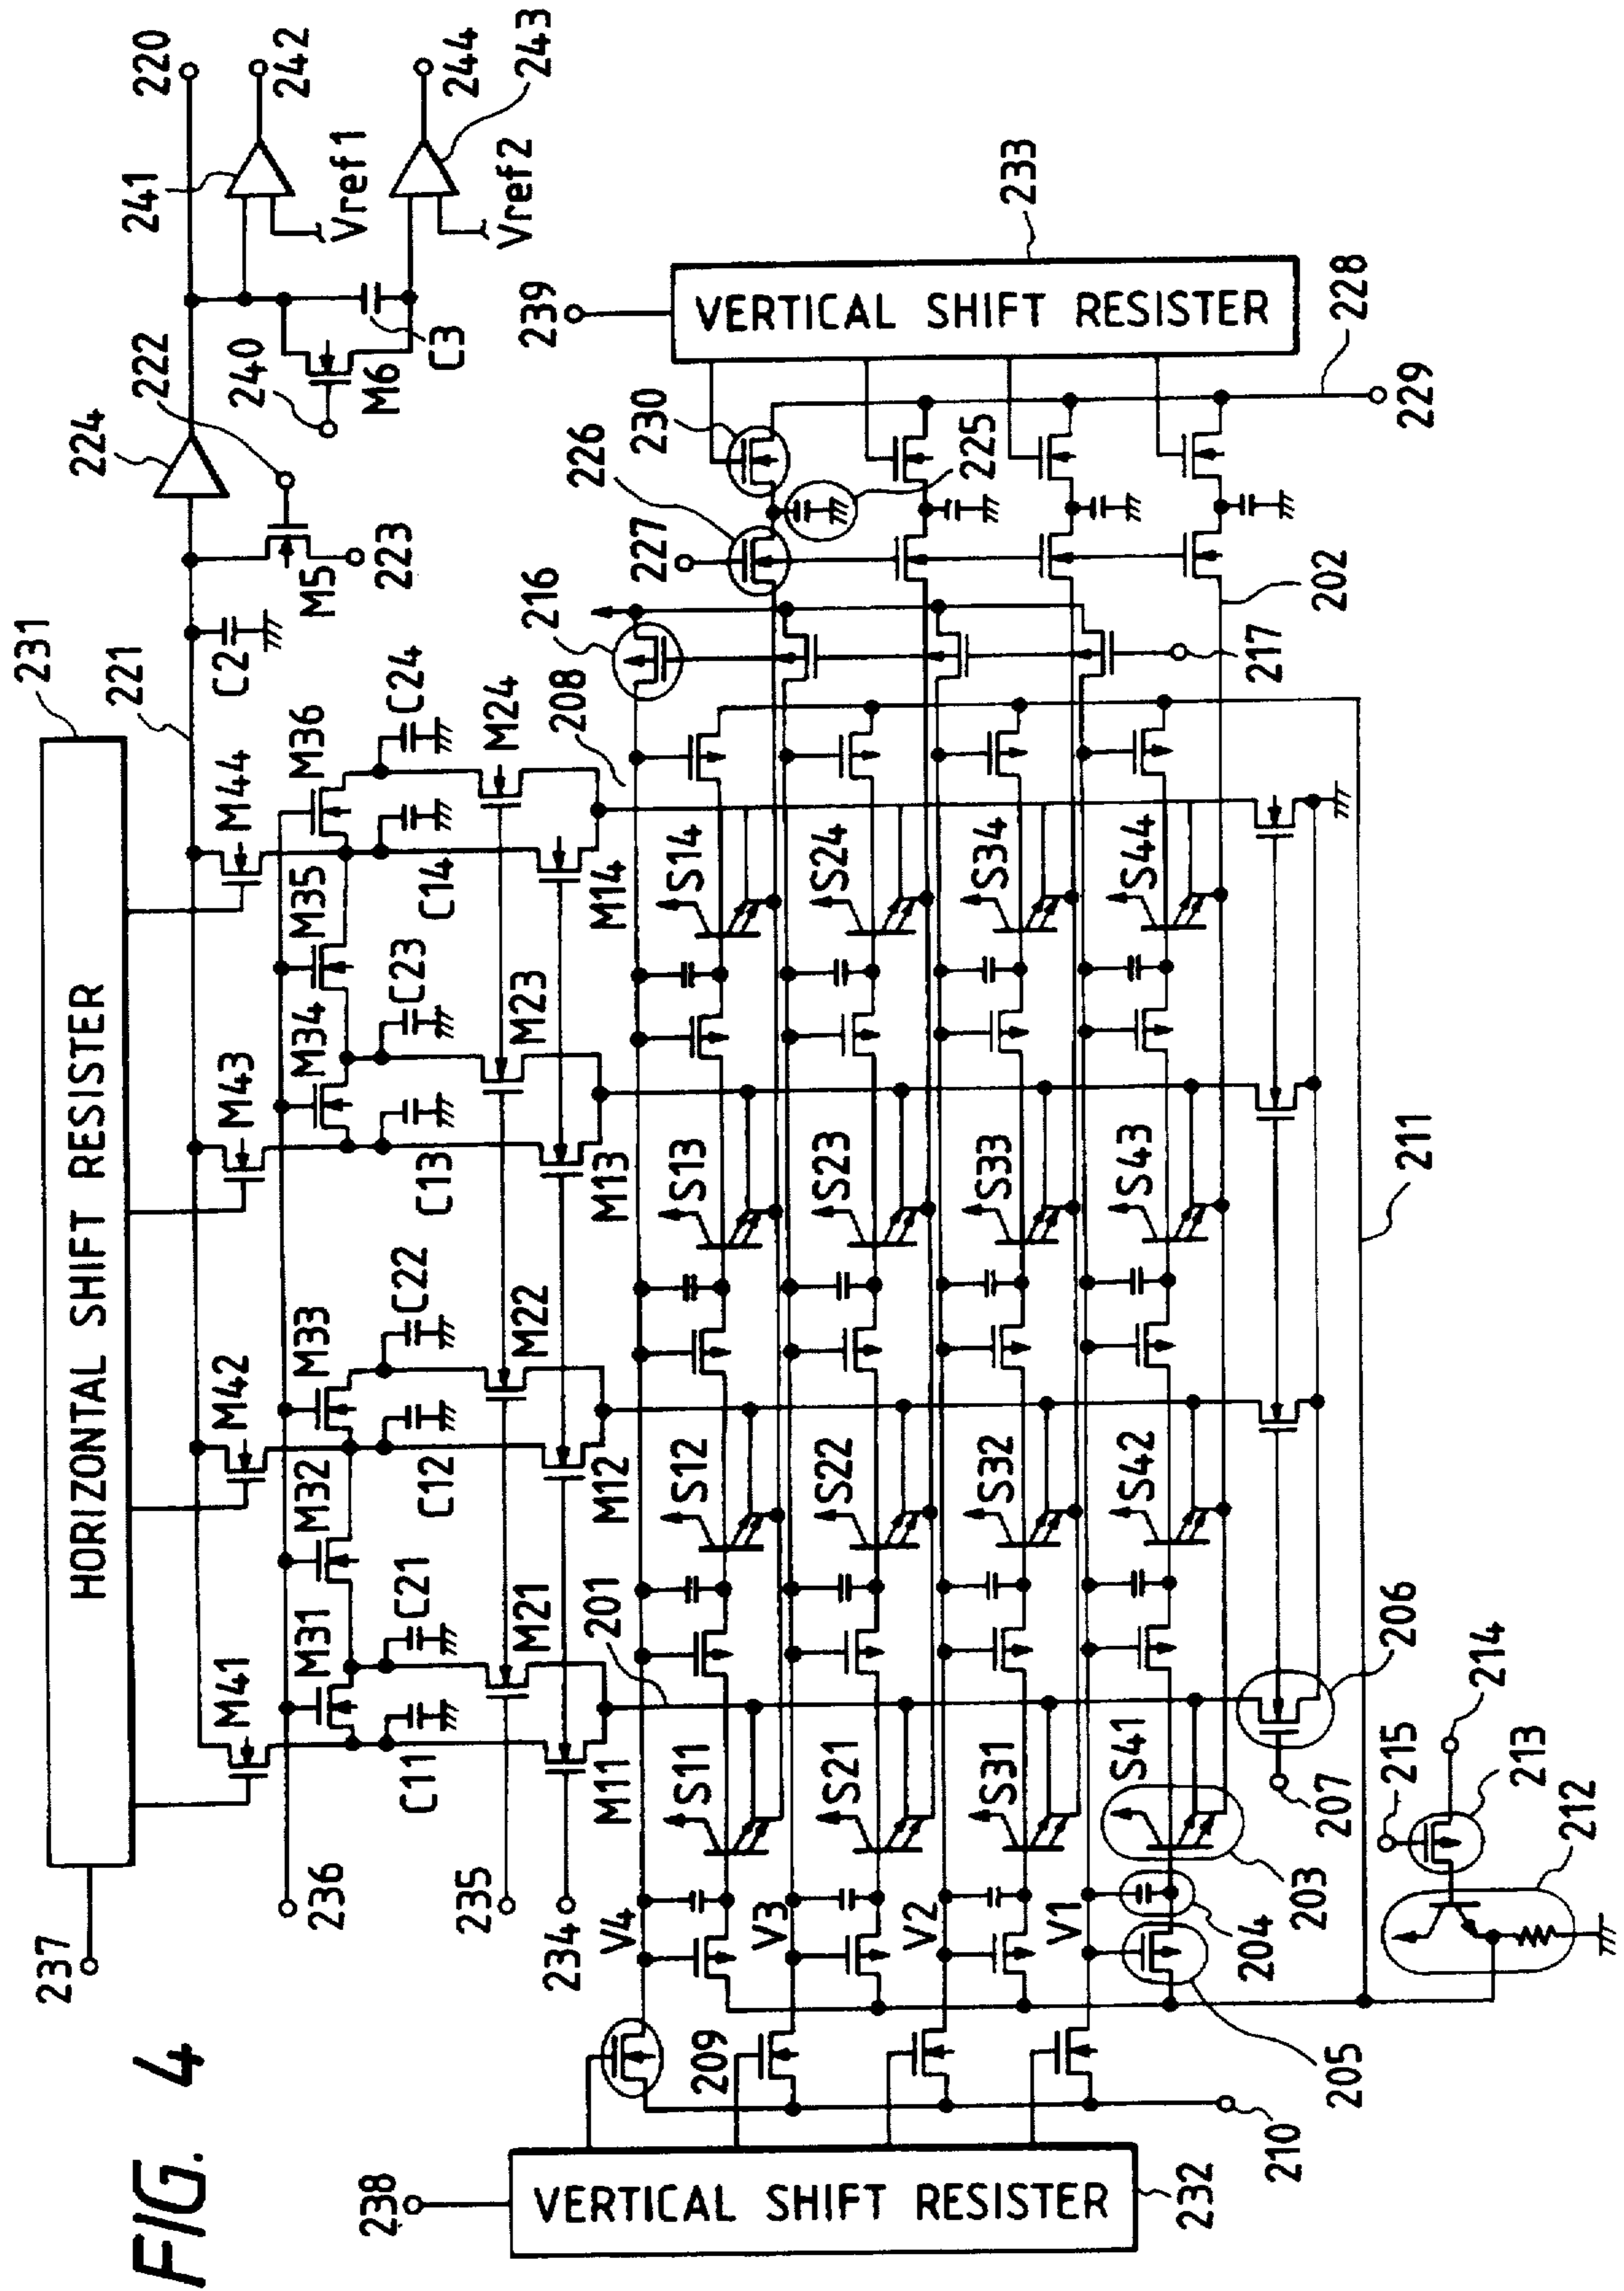 FIG. 4
237
HORIZONTAL SHIFT RESISTER
231
221
224
222
241
220
242
Vref1
244
243
Vref2
240
M6
C3
M5
223
C2
M41
M42
M43
M44
236
M31
M32
M33
M34
M35
M36
C11
C21
C12
C22
C13
C23
C14
C24
235
M21
M22
M23
M24
234
M11
M12
M13
M14
208
216
227
226
230
225
239
201
V4
S11
S12
S13
S14
V3
S21
S22
S23
S24
V2
S31
S32
S33
S34
V1
S41
S42
S43
S44
209
238
VERTICAL SHIFT RESISTER
232
210
205
204
203
207
206
215
214
213
212
211
217
202
229
228
VERTICAL SHIFT RESISTER
233